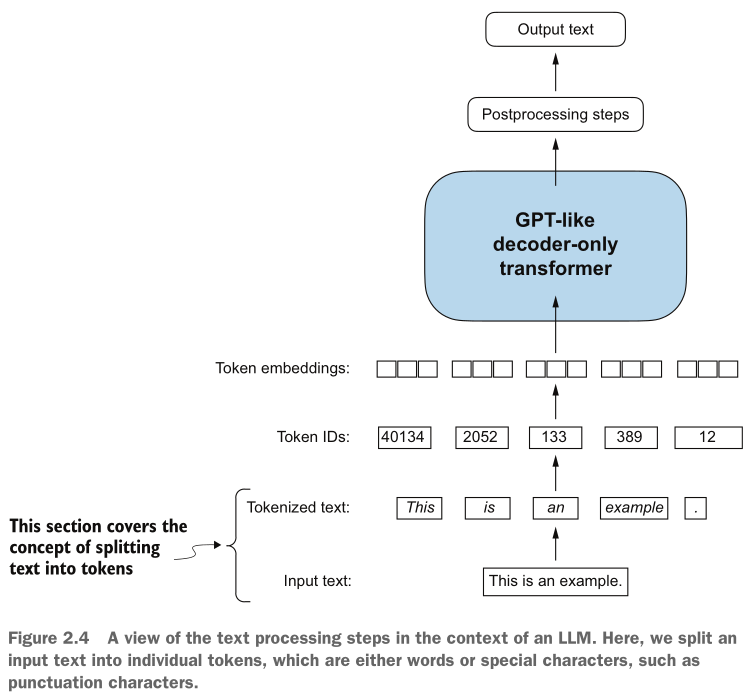 Output text
Postprocessing steps
GPT-like
decoder-only
transformer
Token embeddings:
Token IDs: 40134 2052 133 389 12
Tokenized text: This is an example .
This section covers the
concept of splitting
text into tokens
Input text: This is an example.
Figure 2.4 A view of the text processing steps in the context of an LLM. Here, we split an
input text into individual tokens, which are either words or special characters, such as
punctuation characters.